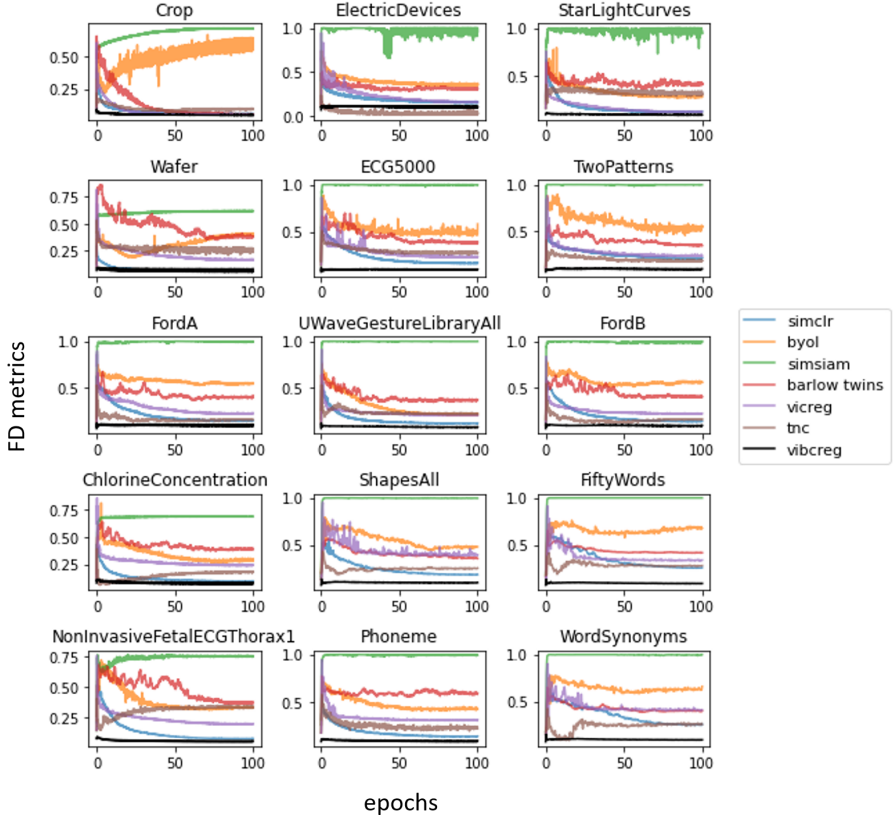 Crop ElectricDevices StarLightCurves
0.50
0.25
0 50 100
1.0
0.5
0.0
0 50 100
0.5
0 50 100
Wafer ECG5000 TwoPatterns
0.75
0.50
0.25
0 50 100
1.0
0.5
0 50 100
1.0
0.5
0 50 100
FordA UWaveGestureLibraryAll FordB
1.0
0.5
0 50 100
1.0
0.5
0 50 100
1.0
0.5
0 50 100
ChlorineConcentration ShapesAll FiftyWords
0.75
0.50
0.25
0 50 100
1.0
0.5
0 50 100
1.0
0.5
0 50 100
NonInvasiveFetalECGThorax1 Phoneme WordSynonyms
0.75
0.50
0.25
0 50 100
1.0
0.5
0 50 100
1.0
0.5
0 50 100
FD metrics
epochs
simclr
byol
simsiam
barlow twins
vicreg
tnc
vibcreg